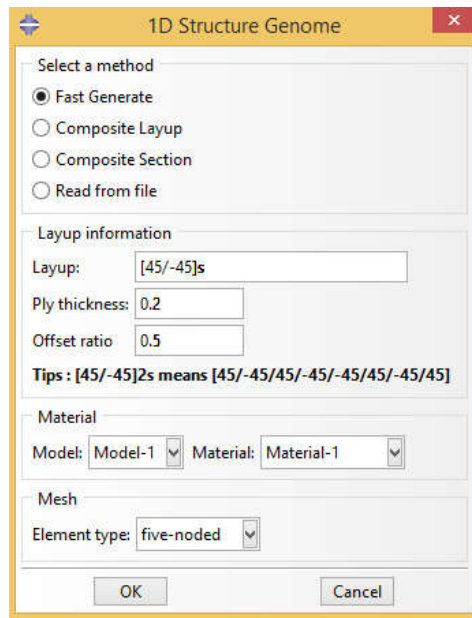 1D Structure Genome
Select a method
Fast Generate
Composite Layup
Composite Section
Read from file
Layup information
Layup: [45/-45]s
Ply thickness: 0.2
Offset ratio 0.5
Tips : [45/-45]2s means [45/-45/45/-45/-45/45/-45/45]
Material
Model: Model-1 Material: Material-1
Mesh
Element type: five-noded
OK Cancel